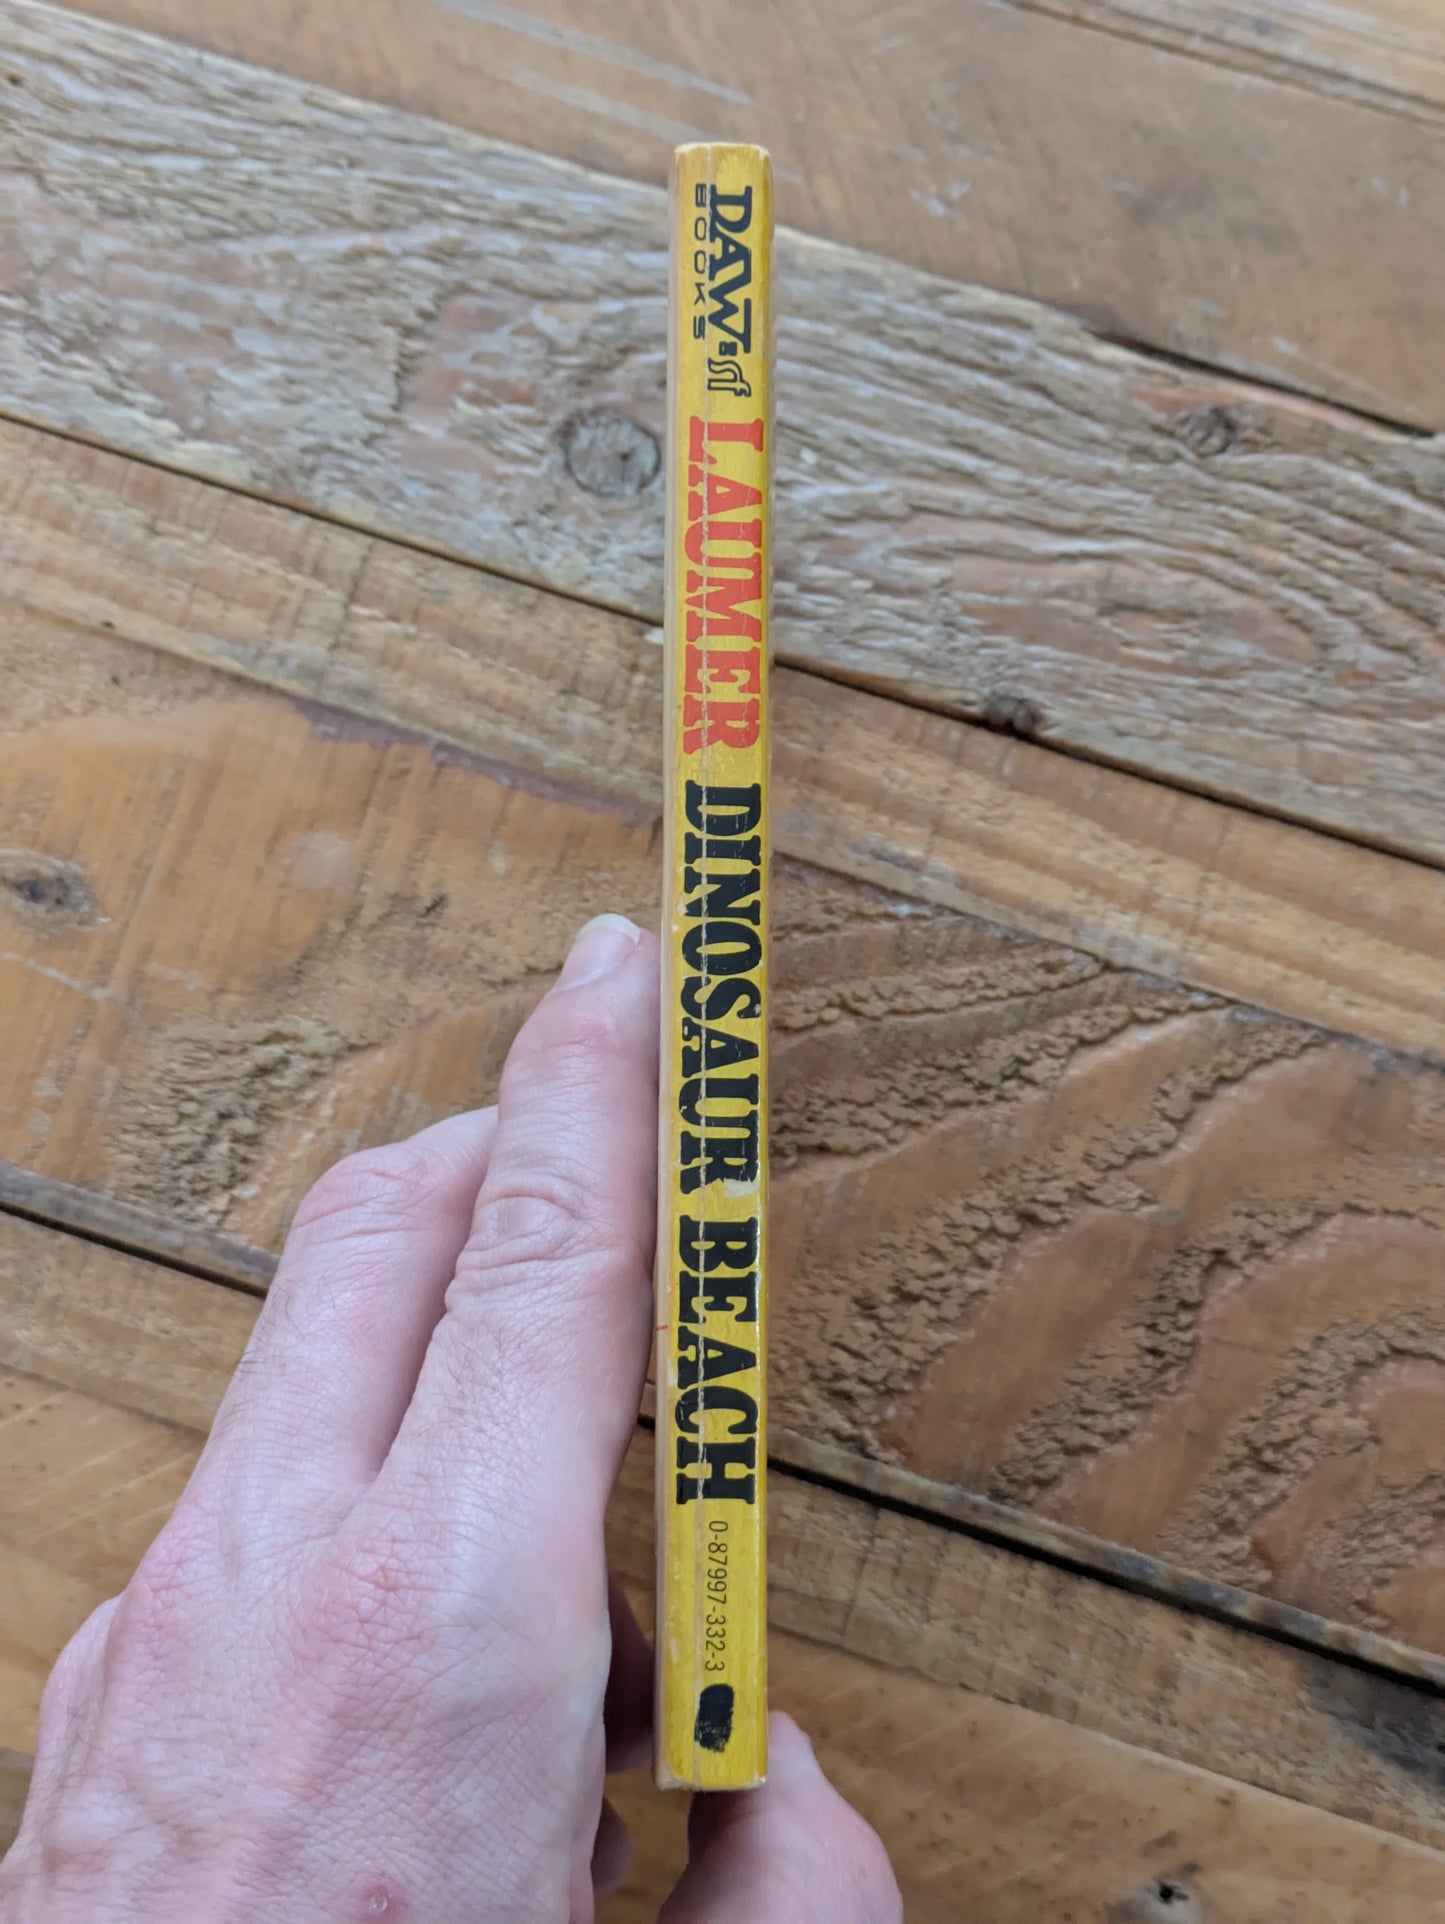 DAW sf
BOOKS
LAUMER DINOSAUR BEACH
0-87997-332-3